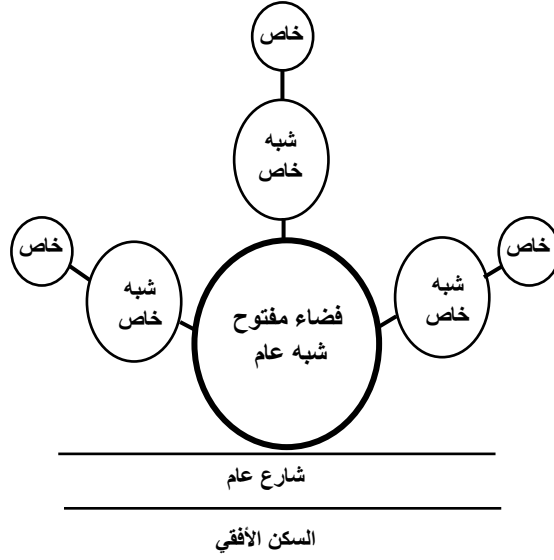 خاص
شبه
خاص
خاص
شبه
خاص
خاص
شبه
خاص
فضاء مفتوح
شبه عام
شارع عام
السكن الأفقي